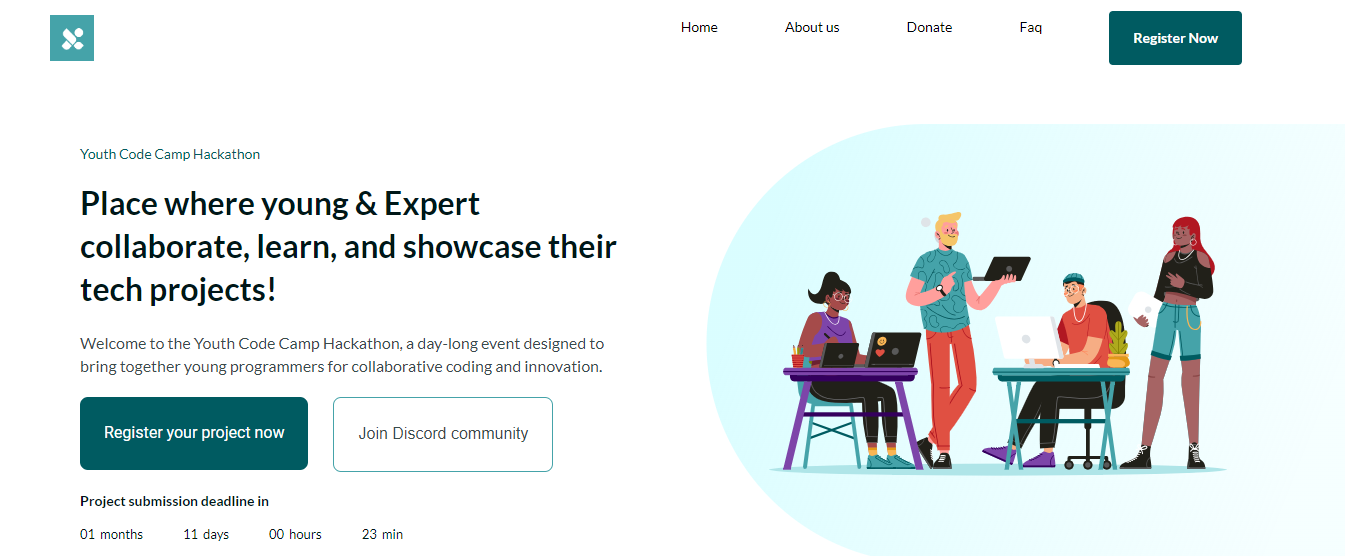 Home About us Donate Faq Register Now
Youth Code Camp Hackathon
Place where young & Expert
collaborate, learn, and showcase their
tech projects!
Welcome to the Youth Code Camp Hackathon, a day-long event designed to
bring together young programmers for collaborative coding and innovation.
Register your project now Join Discord community
Project submission deadline in
01 months 11 days 00 hours 23 min